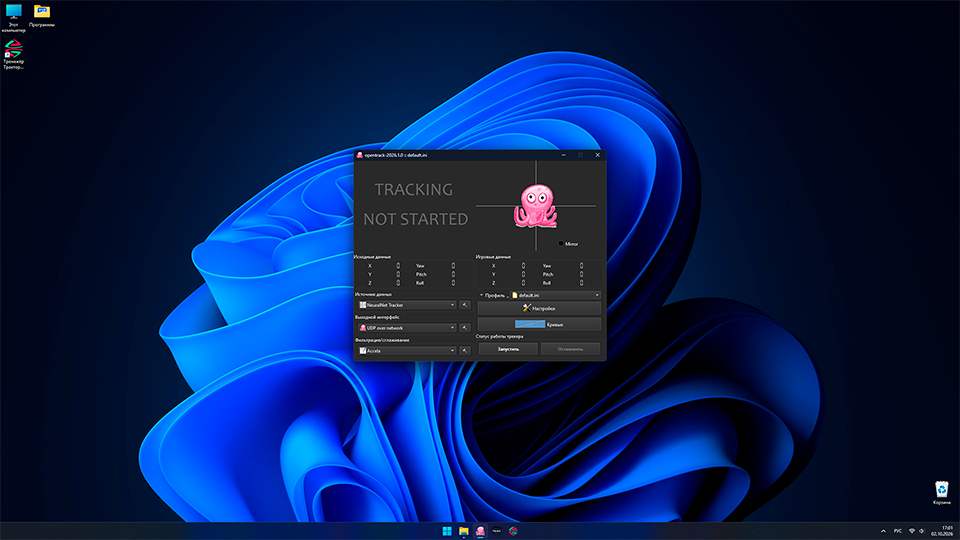 Этот
компьютер
Программы
Тренажёр
Трактор...
opentrack-2026.1.0 :: default.ini
TRACKING
NOT STARTED
Mirror
Исходные данные
X 0 Yaw 0
Y 0 Pitch 0
Z 0 Roll 0
Игровые данные
X 0 Yaw 0
Y 0 Pitch 0
Z 0 Roll 0
Источник данных
NeuralNet Tracker
Выходной интерфейс
UDP over network
Фильтрация/сглаживание
Accela
Профиль default.ini
Настройки
Кривые
Статус работы трекера
Запустить
Остановить
Корзина
РУС
17:01
02.10.2026